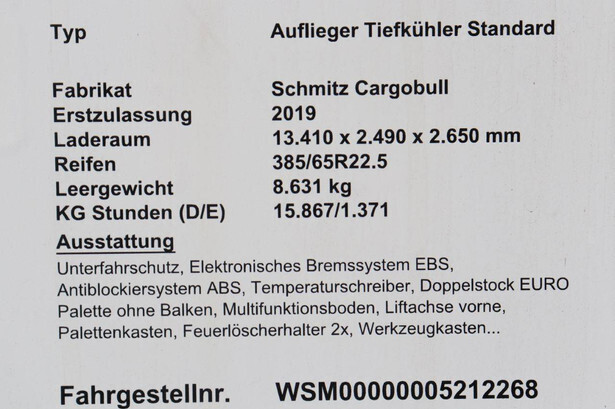 Typ Auflieger Tiefkühler Standard
Fabrikat Schmitz Cargobull
Erstzulassung 2019
Laderaum 13.410 x 2.490 x 2.650 mm
Reifen 385/65R22.5
Leergewicht 8.631 kg
KG Stunden (D/E) 15.867/1.371
Ausstattung
Unterfahrschutz, Elektronisches Bremssystem EBS,
Antiblockiersystem ABS, Temperaturschreiber, Doppelstock EURO
Palette ohne Balken, Multifunktionsboden, Liftachse vorne,
Palettenkasten, Feuerlöscherhalter 2x, Werkzeugkasten...
Fahrgestellnr. WSM00000005212268